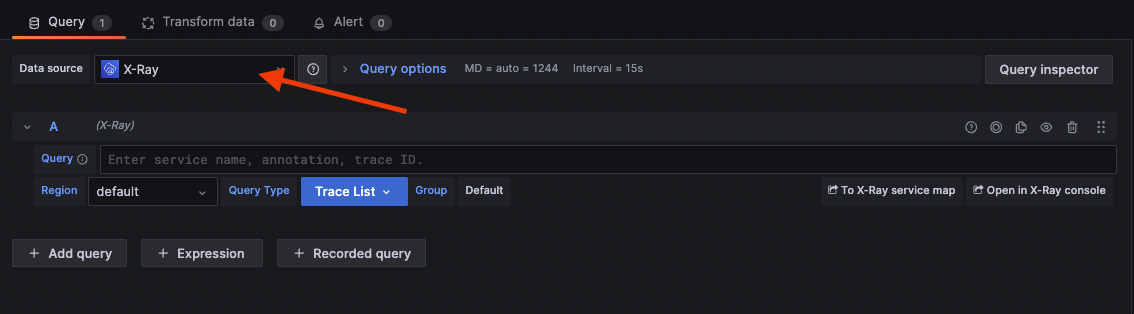 Query 1 Transform data 0 Alert 0
Data source X-Ray Query options MD = auto = 1244 Interval = 15s Query inspector
A (X-Ray)
Query Enter service name, annotation, trace ID.
Region default Query Type Trace List Group Default To X-Ray service map Open in X-Ray console
+ Add query + Expression + Recorded query